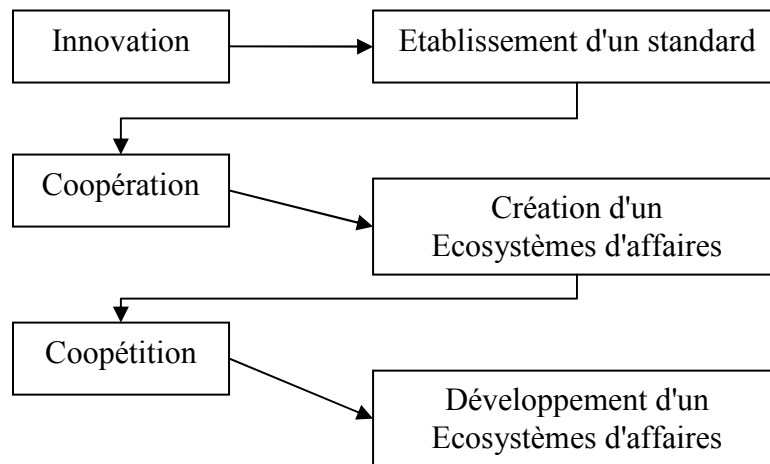 Innovation
Etablissement d'un standard
Coopération
Création d'un
Ecosystèmes d'affaires
Coopétition
Développement d'un
Ecosystèmes d'affaires